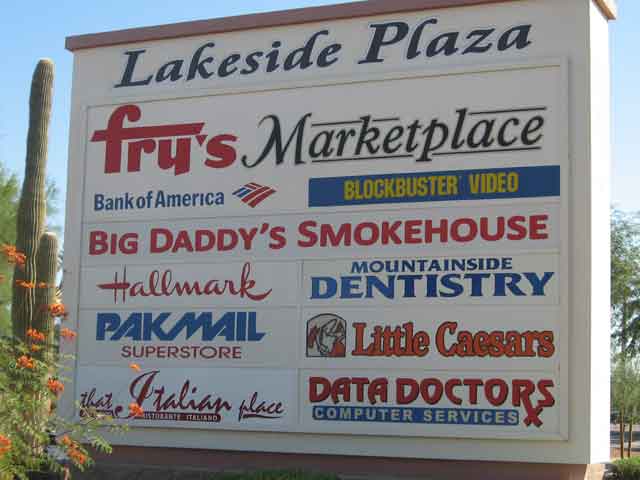 Lakeside Plaza
fry's Marketplace
Bank of America
BLOCKBUSTER VIDEO
BIG DADDY'S SMOKEHOUSE
Hallmark
MOUNTAINSIDE
DENTISTRY
PAKMAIL
SUPERSTORE
Little Caesars
that Italian place
RISTORANTE ITALIANO
DATA DOCTORS
COMPUTER SERVICES